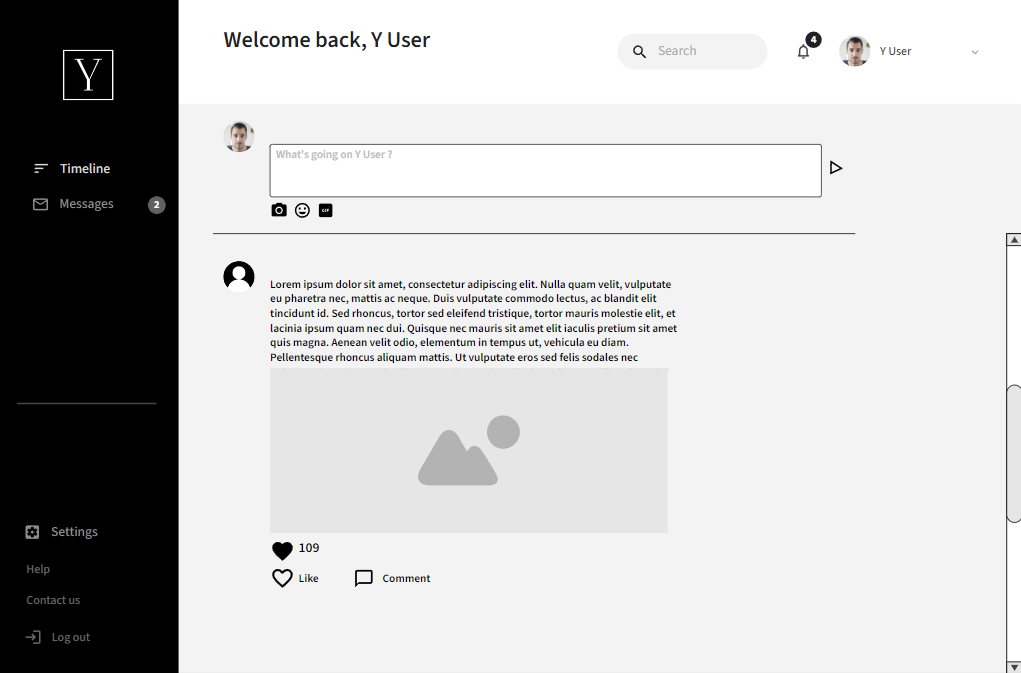 Y
Timeline
Messages
2
Settings
Help
Contact us
Log out
Welcome back, Y User
Search
4
Y User
What's going on Y User ?
GIF
Lorem ipsum dolor sit amet, consectetur adipiscing elit. Nulla quam velit, vulputate
eu pharetra nec, mattis ac neque. Duis vulputate commodo lectus, ac blandit elit
tincidunt id. Sed rhoncus, tortor sed eleifend tristique, tortor mauris molestie elit, et
lacinia ipsum quam nec dui. Quisque nec mauris sit amet elit iaculis pretium sit amet
quis magna. Aenean velit odio, elementum in tempus ut, vehicula eu diam.
Pellentesque rhoncus aliquam mattis. Ut vulputate eros sed felis sodales nec
109
Like
Comment